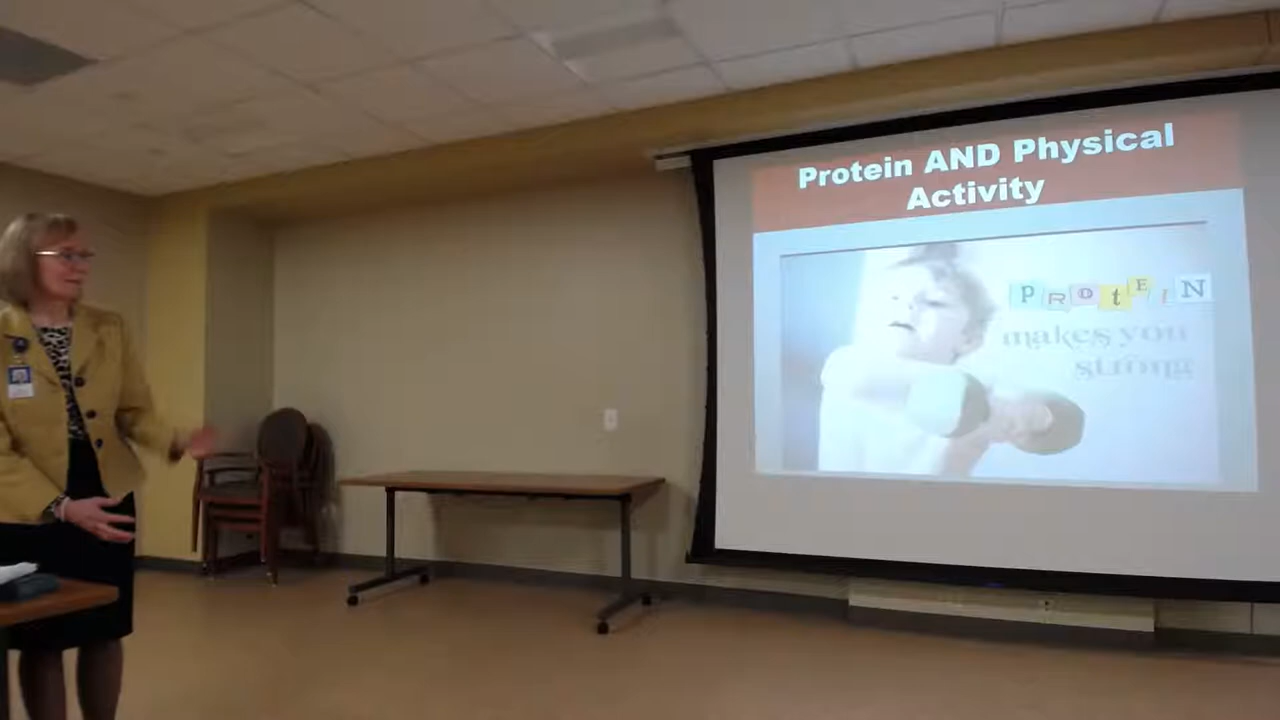 Protein AND Physical
Activity
PROtEIN
makes you
strong